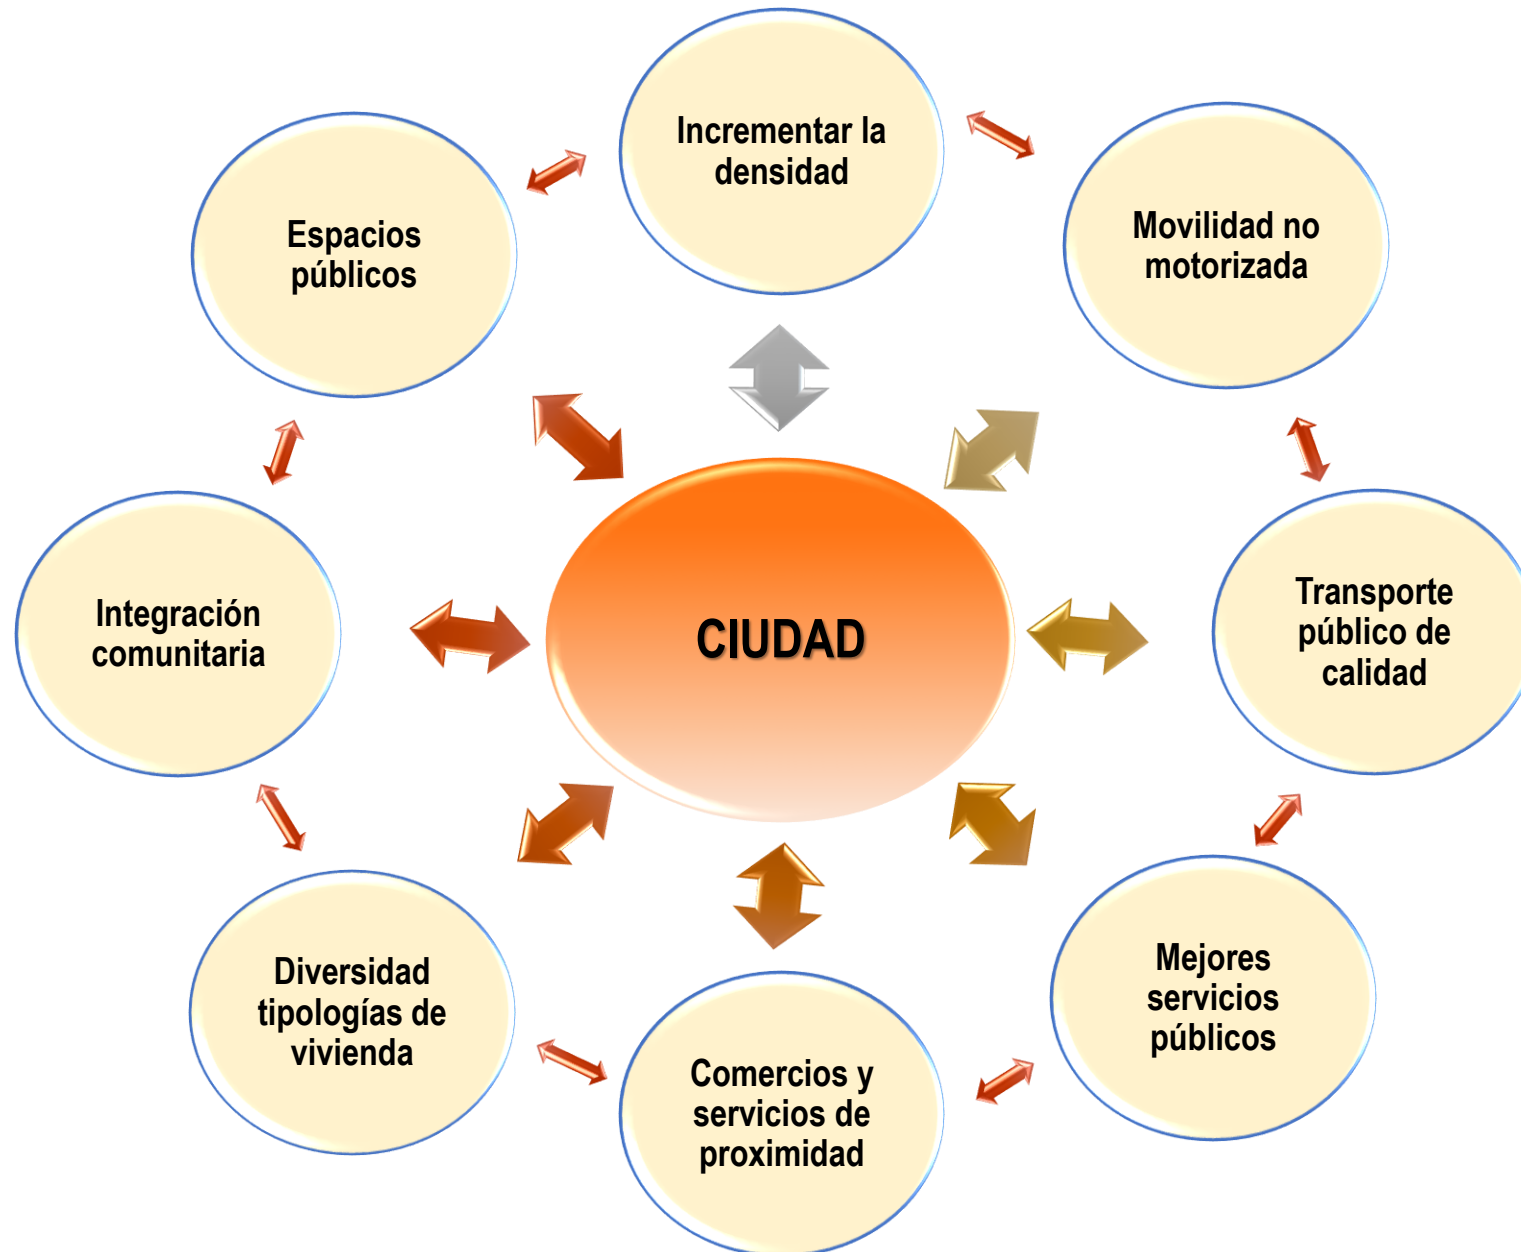 Incrementar la
densidad
Movilidad no
motorizada
Espacios
públicos
Transporte
público de
calidad
CIUDAD
Integración
comunitaria
Mejores
servicios
públicos
Diversidad
tipologías de
vivienda
Comercios y
servicios de
proximidad